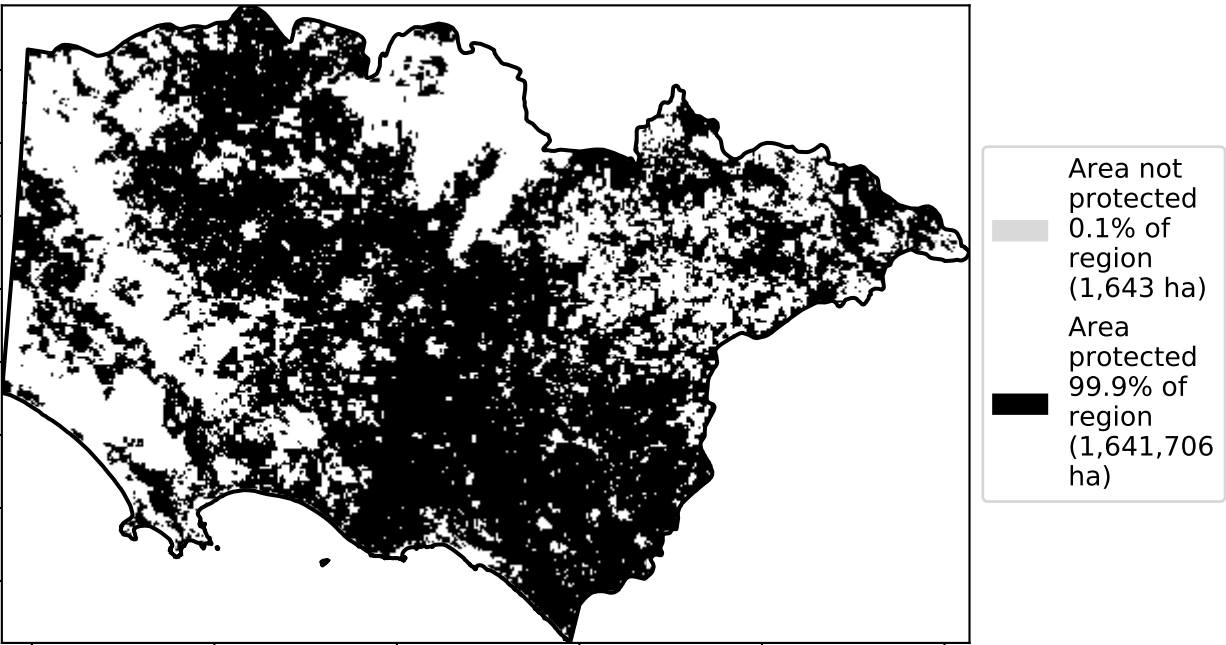 Area not
protected
0.1% of
region
(1,643 ha)
Area
protected
99.9% of
region
(1,641,706
ha)